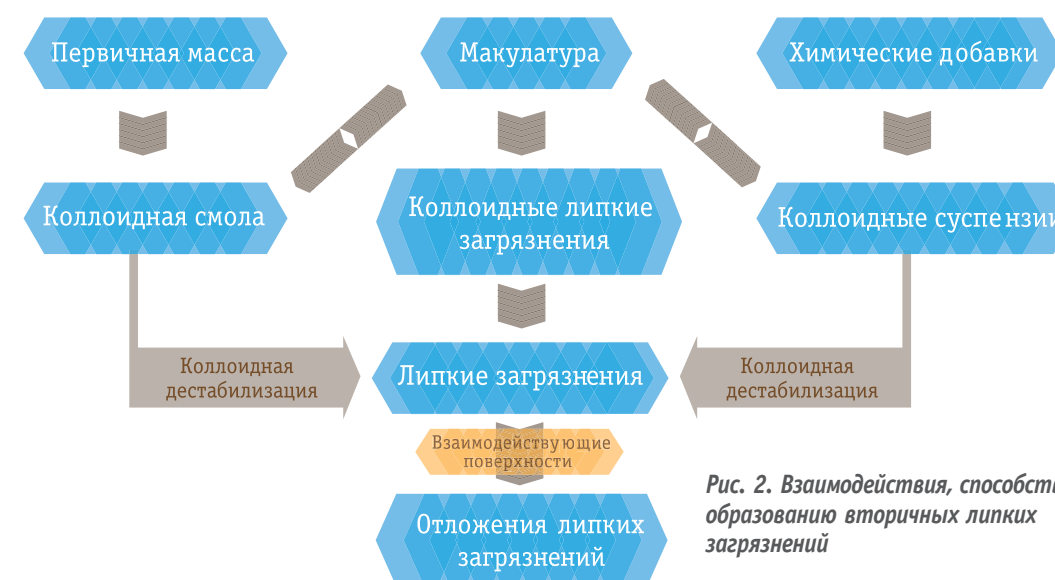 Первичная масса
Макулатура
Химические добавки
Коллоидная смола
Коллоидные липкие
загрязнения
Коллоидные суспензии
Коллоидная
дестабилизация
Липкие загрязнения
Коллоидная
дестабилизация
Взаимодействующие
поверхности
Отложения липких
загрязнений
Рис. 2. Взаимодействия,
образованию вторичных липких
загрязнений